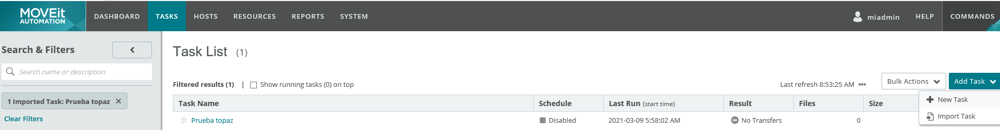 MOVEit
AUTOMATION
DASHBOARD TASKS HOSTS RESOURCES REPORTS SYSTEM miadmin HELP COMMANDS
Search & Filters
Search name or description
1 Imported Task: Prueba topaz
Clear Filters
Task List (1)
Filtered results (1) | Show running tasks (0) on top Last refresh 8:53:25 AM ••• Bulk Actions Add Task
New Task
Import Task
Task Name Schedule Last Run (start time) Result Files Size
Prueba topaz Disabled 2021-03-09 5:58:02 AM No Transfers 0